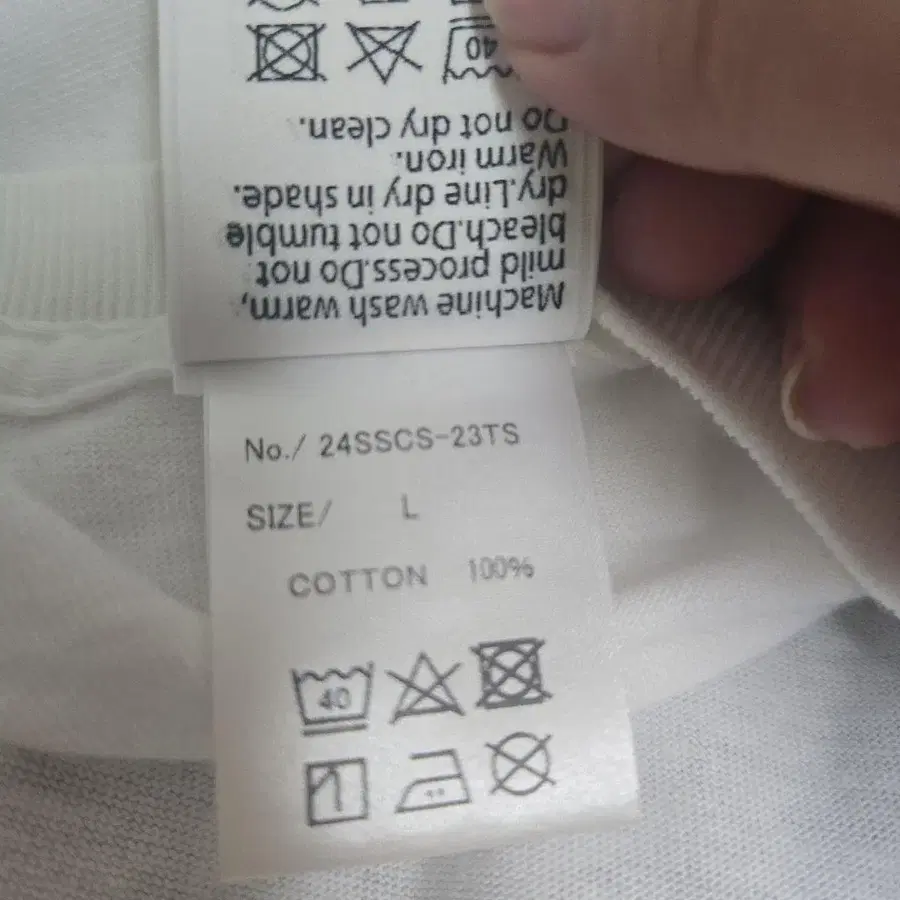 Machine wash warm,
mild process.Do not
bleach.Do not tumble
dry.Line dry in shade.
Warm iron.
Do not dry clean.
40
No./ 24SSCS-23TS
SIZE/ L
COTTON 100%
40